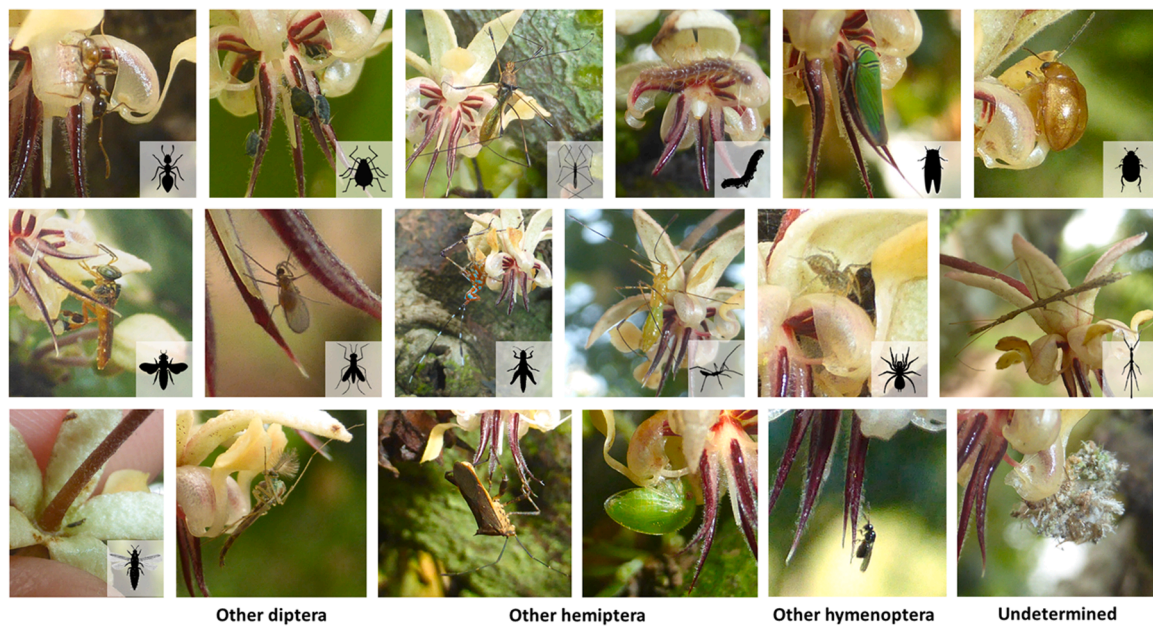 Other diptera
Other hemiptera
Other hymenoptera
Undetermined